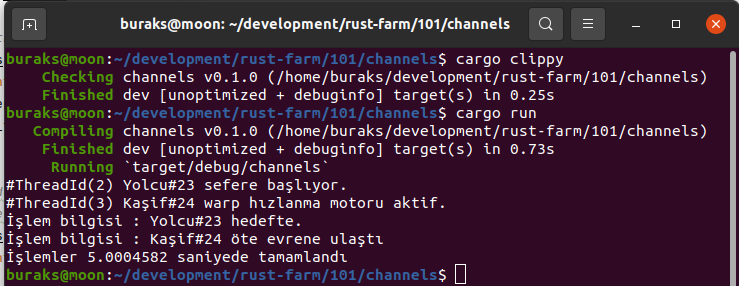 buraks@moon: ~/development/rust-farm/101/channels
buraks@moon:~/development/rust-farm/101/channels$ cargo clippy
Checking channels v0.1.0 (/home/buraks/development/rust-farm/101/channels)
Finished dev [unoptimized + debuginfo] target(s) in 0.25s
buraks@moon:~/development/rust-farm/101/channels$ cargo run
Compiling channels v0.1.0 (/home/buraks/development/rust-farm/101/channels)
Finished dev [unoptimized + debuginfo] target(s) in 0.73s
Running `target/debug/channels`
#ThreadId(2) Yolcu#23 sefere başlıyor.
#ThreadId(3) Kaşif#24 warp hızlanma motoru aktif.
İşlem bilgisi : Yolcu#23 hedefte.
İşlem bilgisi : Kaşif#24 öte evrene ulaştı
İşlemler 5.0004582 saniyede tamamlandı
buraks@moon:~/development/rust-farm/101/channels$